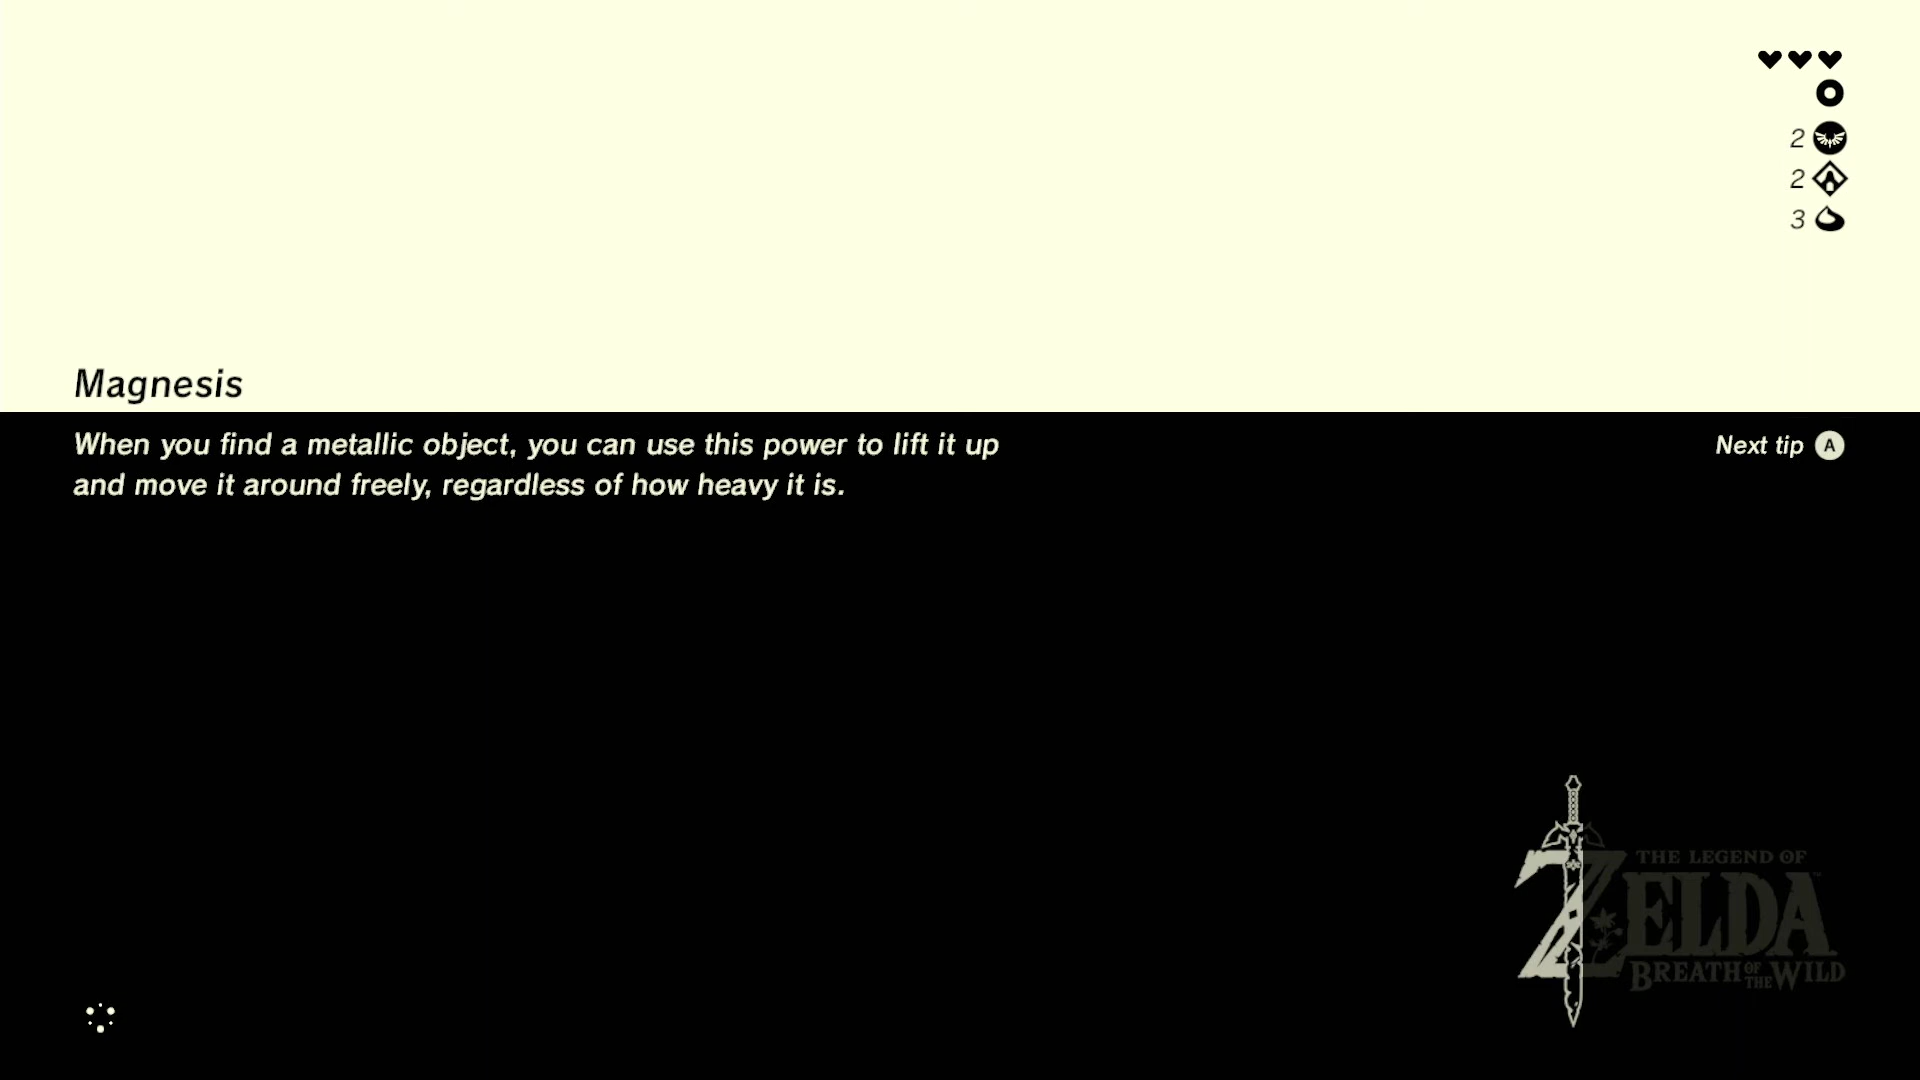 2
2
3
Magnesis
When you find a metallic object, you can use this power to lift it up
and move it around freely, regardless of how heavy it is.
Next tip A
THE LEGEND OF
ZELDA
BREATH OF THE WILD